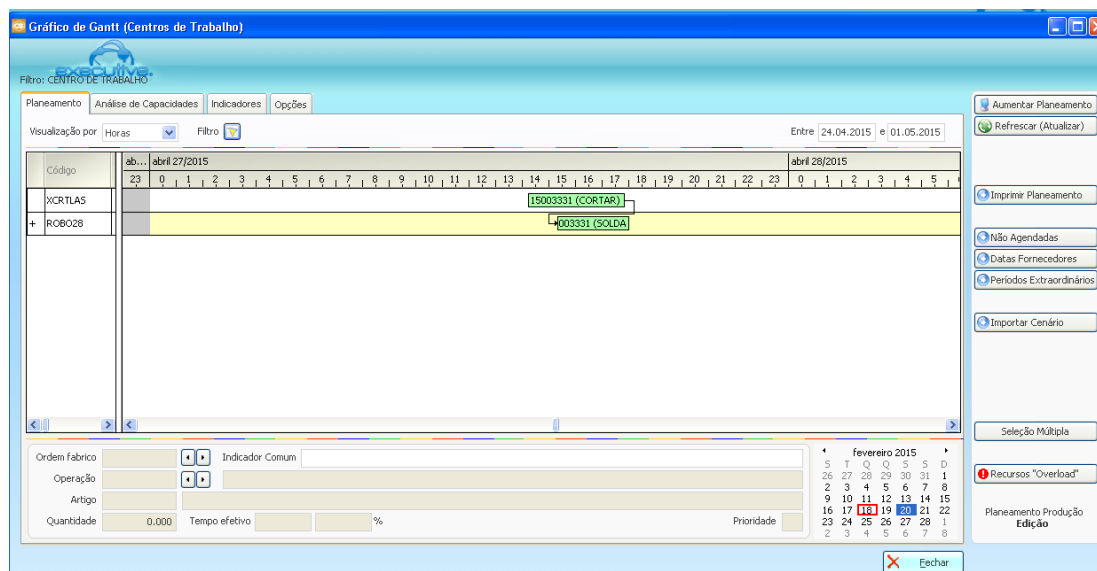 Gráfico de Gantt (Centros de Trabalho)
executive.
Filtro: CENTRO DE TRABALHO
Planeamento Análise de Capacidades Indicadores Opções
Visualização por Horas Filtro Entre 24.04.2015 e 01.05.2015
Código ab... abril 27/2015 abril 28/2015
23 0 1 2 3 4 5 6 7 8 9 10 11 12 13 14 15 16 17 18 19 20 21 22 23 0 1 2 3 4 5
XCRTLAS 15003331 (CORTAR)
+ ROBO28 003331 (SOLDA
Aumentar Planeamento
Refrescar (Atualizar)
Imprimir Planeamento
Não Agendadas
Datas Fornecedores
Períodos Extraordinários
Importar Cenário
Seleção Múltipla
Recursos "Overload"
Planeamento Produção
Edição
Ordem fabrico Indicador Comum
Operação
Artigo
Quantidade 0.000 Tempo efetivo % Prioridade
fevereiro 2015
S T Q Q S S D
26 27 28 29 30 31 1
2 3 4 5 6 7 8
9 10 11 12 13 14 15
16 17 18 19 20 21 22
23 24 25 26 27 28 1
2 3 4 5 6 7 8
Fechar